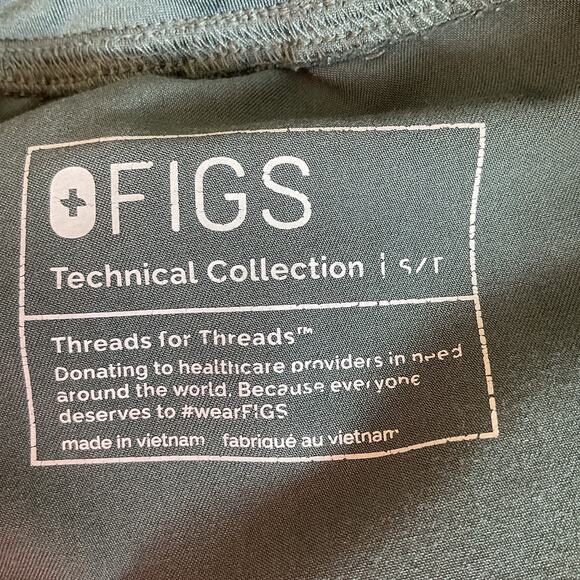 FIGS
Technical Collection | S/T
Threads for Threads™
Donating to healthcare providers in need
around the world. Because everyone
deserves to #wearFIGS
made in vietnam fabriqué au vietnam